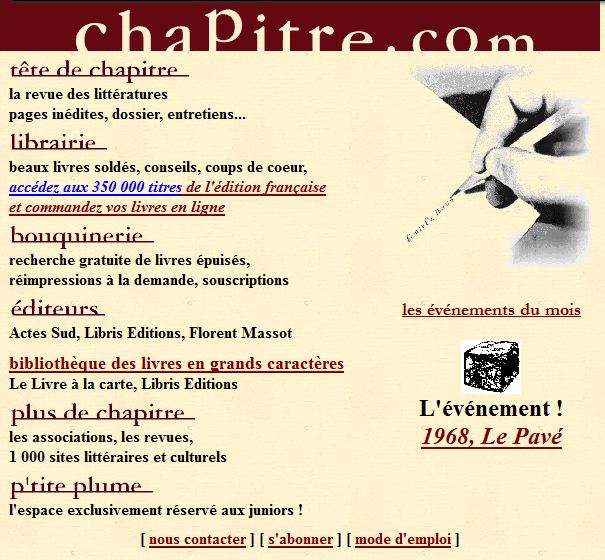 chapitre.com
tête de chapitre
la revue des littératures
pages inédites, dossier, entretiens...
librairie
beaux livres soldés, conseils, coups de coeur,
accédez aux 350 000 titres de l'édition française
et commandez vos livres en ligne
bouquinerie
recherche gratuite de livres épuisés,
réimpressions à la demande, souscriptions
éditeurs
Actes Sud, Libris Editions, Florent Massot
bibliothèque des livres en grands caractères
Le Livre à la carte, Libris Editions
plus de chapitre
les associations, les revues,
1 000 sites littéraires et culturels
p'tite plume
l'espace exclusivement réservé aux juniors !
les événements du mois
L'événement !
1968, Le Pavé
[ nous contacter ] [ s'abonner ] [ mode d'emploi ]